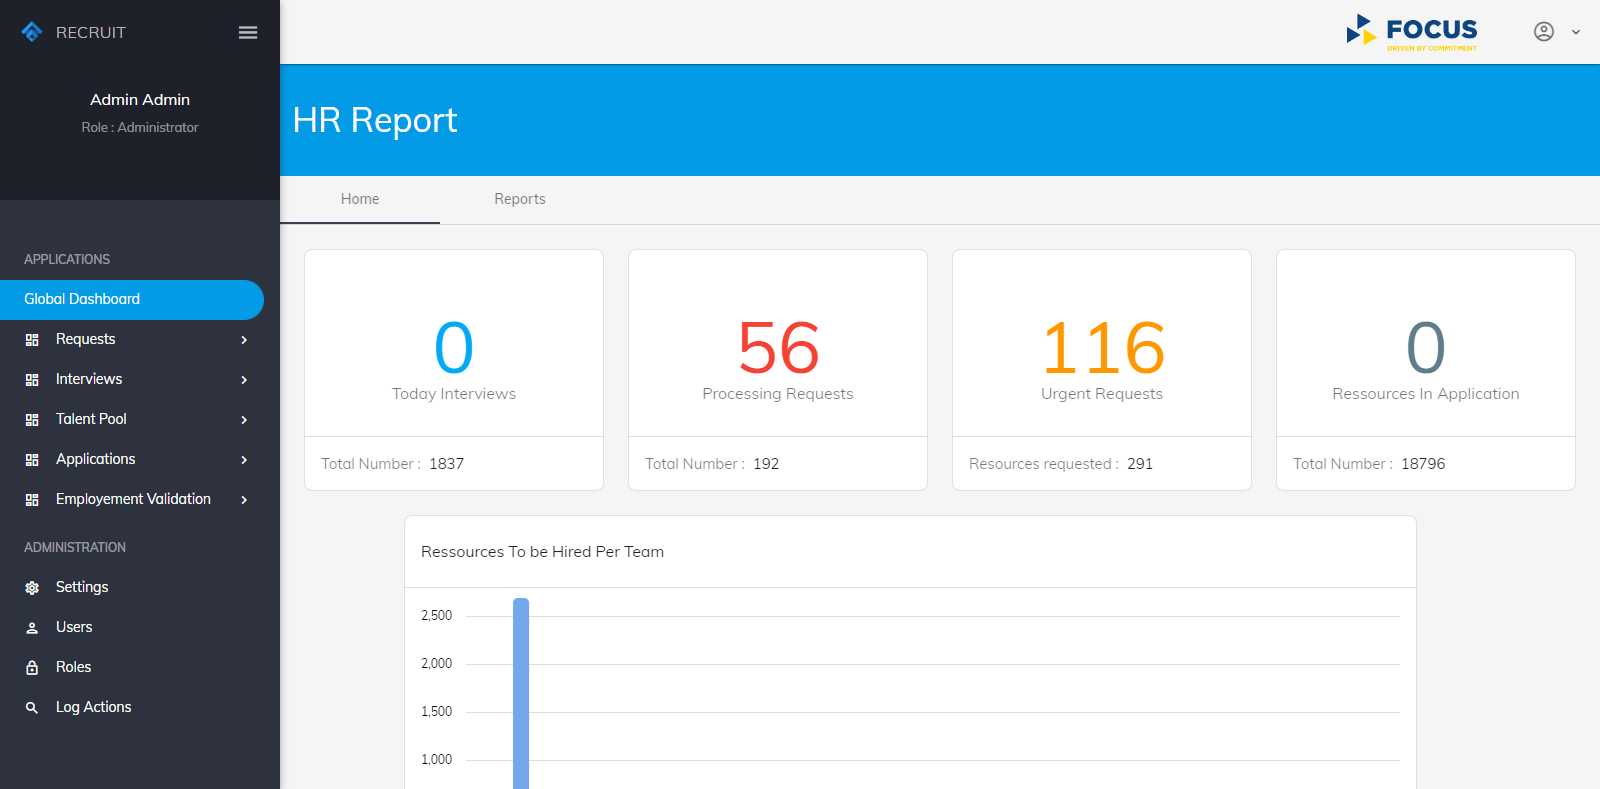 RECRUIT
FOCUS
DRIVEN BY COMMITMENT
Admin Admin
Role : Administrator
HR Report
Home
Reports
APPLICATIONS
Global Dashboard
Requests
Interviews
Talent Pool
Applications
Employement Validation
ADMINISTRATION
Settings
Users
Roles
Log Actions
0
Today Interviews
Total Number : 1837
56
Processing Requests
Total Number : 192
116
Urgent Requests
Resources requested : 291
0
Ressources In Application
Total Number : 18796
Ressources To be Hired Per Team
2,500
2,000
1,500
1,000